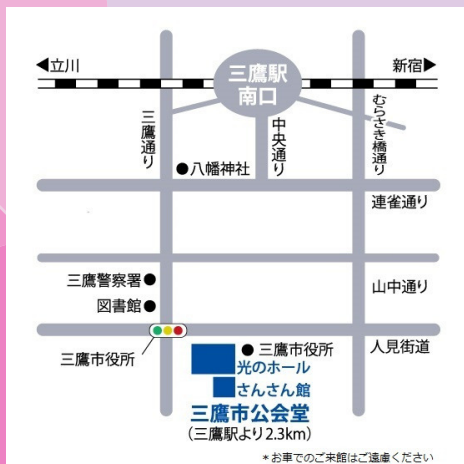 ◀立川
新宿▶
三鷹駅
南口
三鷹通り
中央通り
むらさき橋通り
●八幡神社
連雀通り
三鷹警察署●
図書館●
山中通り
三鷹市役所
●三鷹市役所
人見街道
光のホール
さんさん館
三鷹市公会堂
(三鷹駅より2.3km)
*お車でのご来館はご遠慮ください